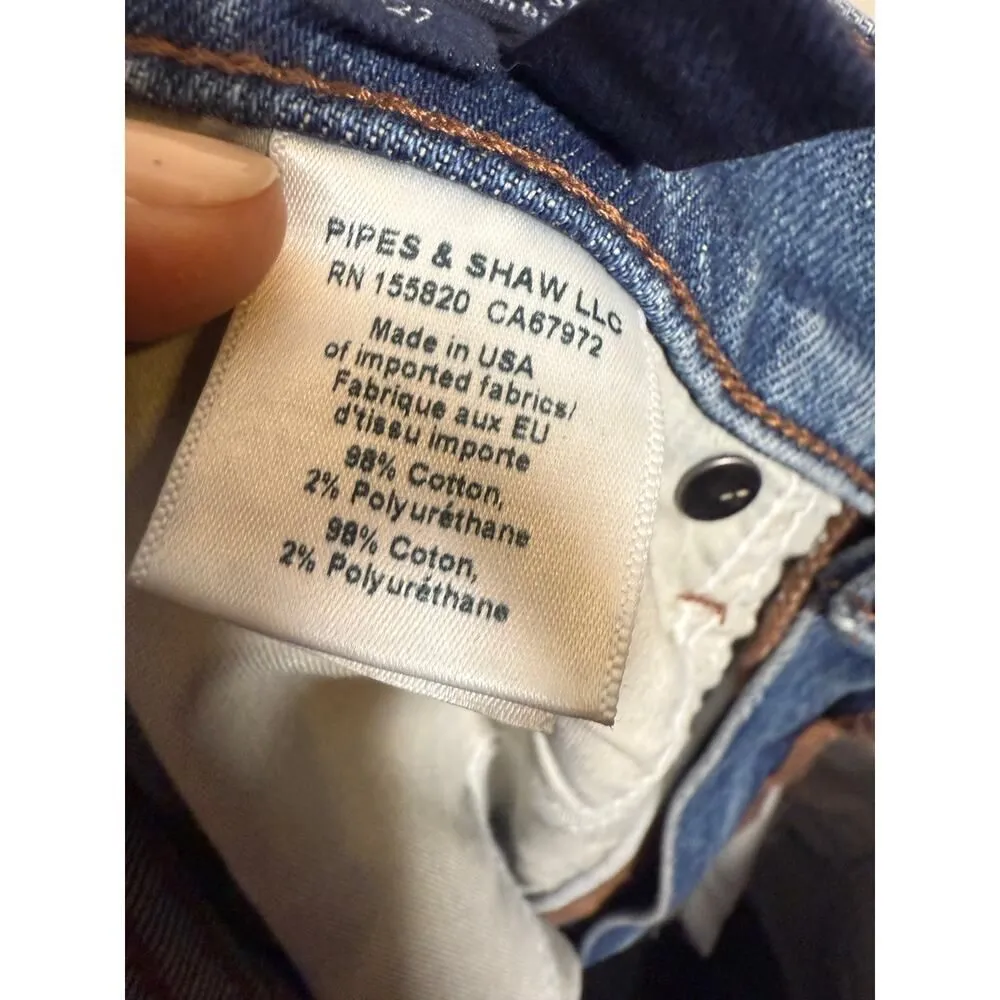 27
PIPES & SHAW LLC
RN 155820 CA67972
Made in USA
of imported fabrics/
Fabrique aux EU
d'tissu importe
98% Cotton,
2% Polyuréthane
98% Coton,
2% Polyuréthane